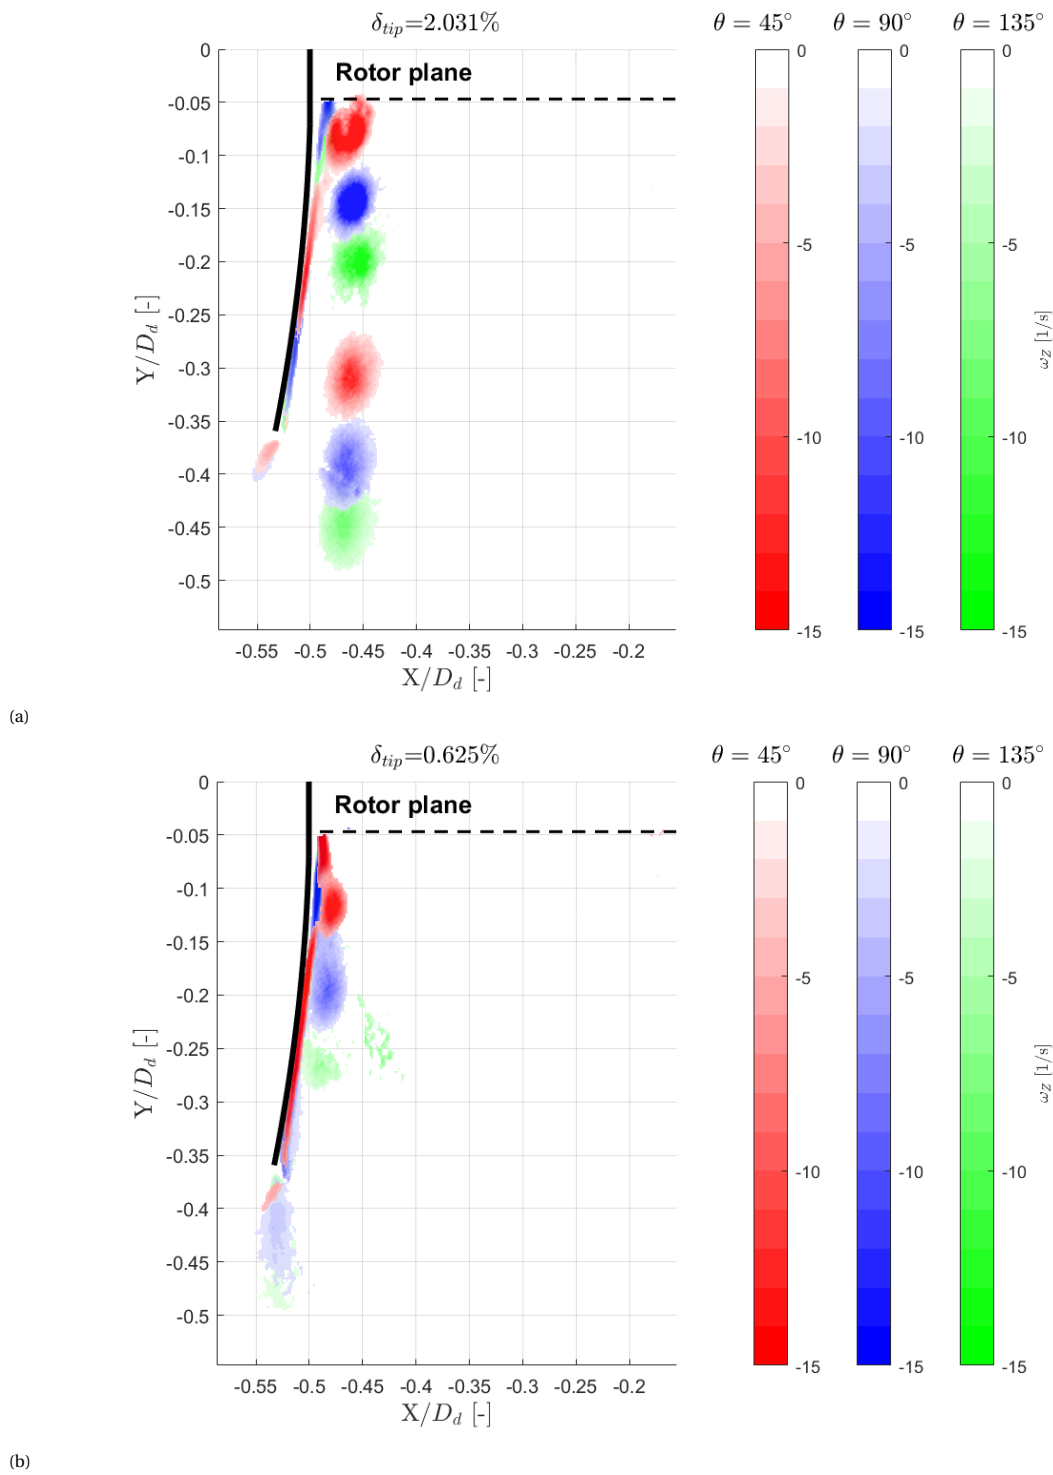 δtip=2.031%
θ = 45° θ = 90° θ = 135°
Rotor plane
0
-0.05
-0.1
-0.15
-0.2
-0.25
-0.3
-0.35
-0.4
-0.45
-0.5
Y/Dd [-]
-0.55 -0.5 -0.45 -0.4 -0.35 -0.3 -0.25 -0.2
X/Dd [-]
0 0 0
-5 -5 -5
-10 -10 -10
-15 -15 -15
ωZ [1/s]
(a)
δtip=0.625%
θ = 45° θ = 90° θ = 135°
Rotor plane
0
-0.05
-0.1
-0.15
-0.2
-0.25
-0.3
-0.35
-0.4
-0.45
-0.5
Y/Dd [-]
-0.55 -0.5 -0.45 -0.4 -0.35 -0.3 -0.25 -0.2
X/Dd [-]
0 0 0
-5 -5 -5
-10 -10 -10
-15 -15 -15
ωZ [1/s]
(b)